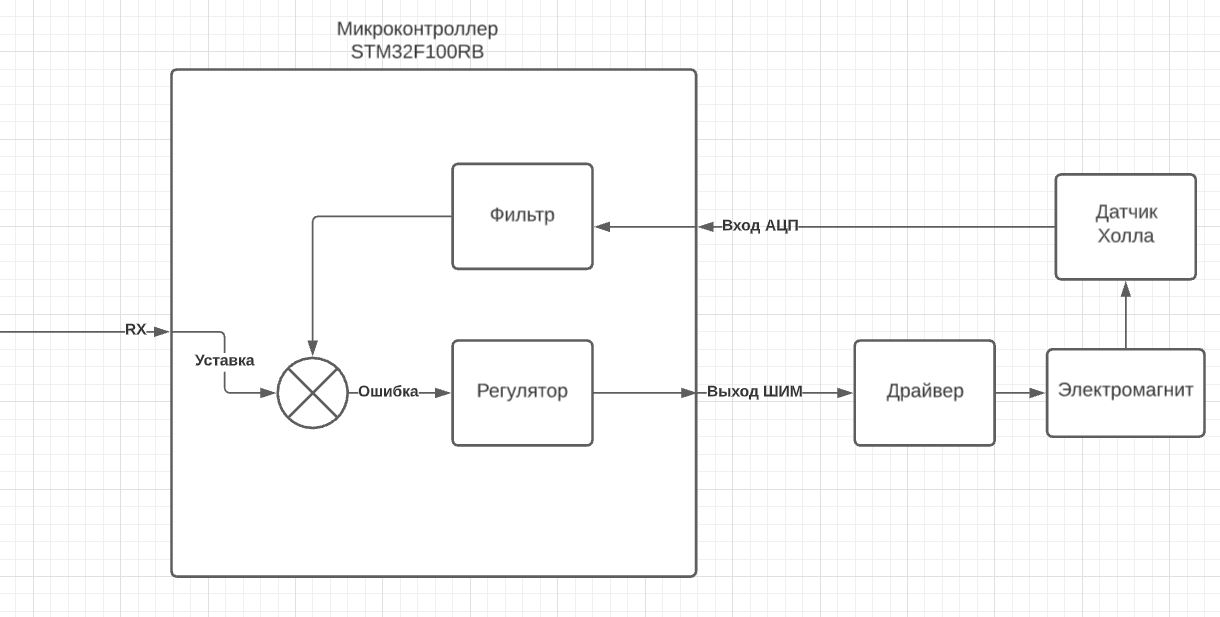 Микроконтроллер
STM32F100RB
Фильтр
Вход АЦП
Датчик
Холла
RX
Уставка
Ошибка
Регулятор
Выход ШИМ
Драйвер
Электромагнит